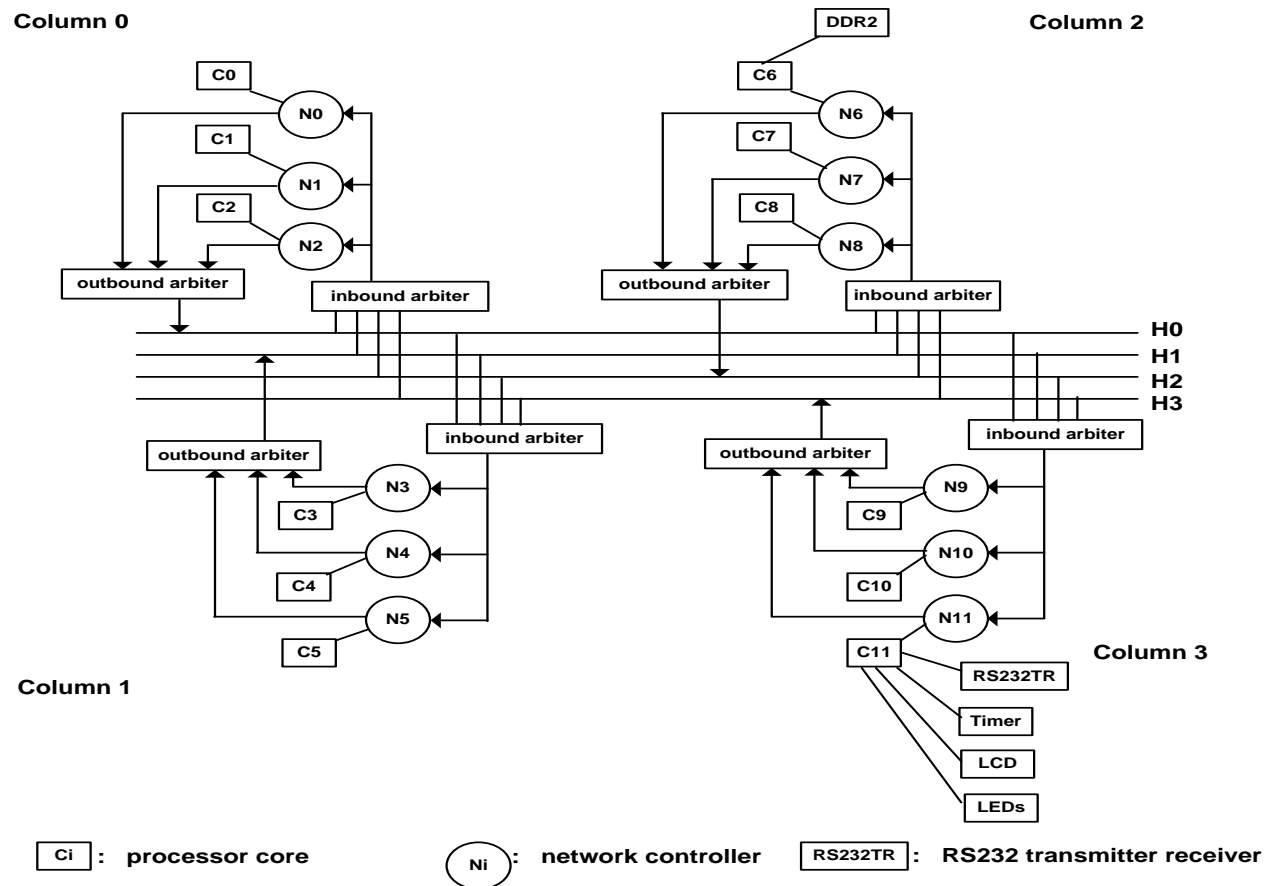 Column 0
DDR2
Column 2
C0
N0
C1
N1
C2
N2
outbound arbiter
inbound arbiter
C6
N6
C7
N7
C8
N8
outbound arbiter
inbound arbiter
H0
H1
H2
H3
outbound arbiter
inbound arbiter
N3
C3
N4
C4
N5
C5
Column 1
outbound arbiter
inbound arbiter
N9
C9
N10
C10
N11
C11
Column 3
RS232TR
Timer
LCD
LEDs
Ci : processor core
Ni : network controller
RS232TR : RS232 transmitter receiver